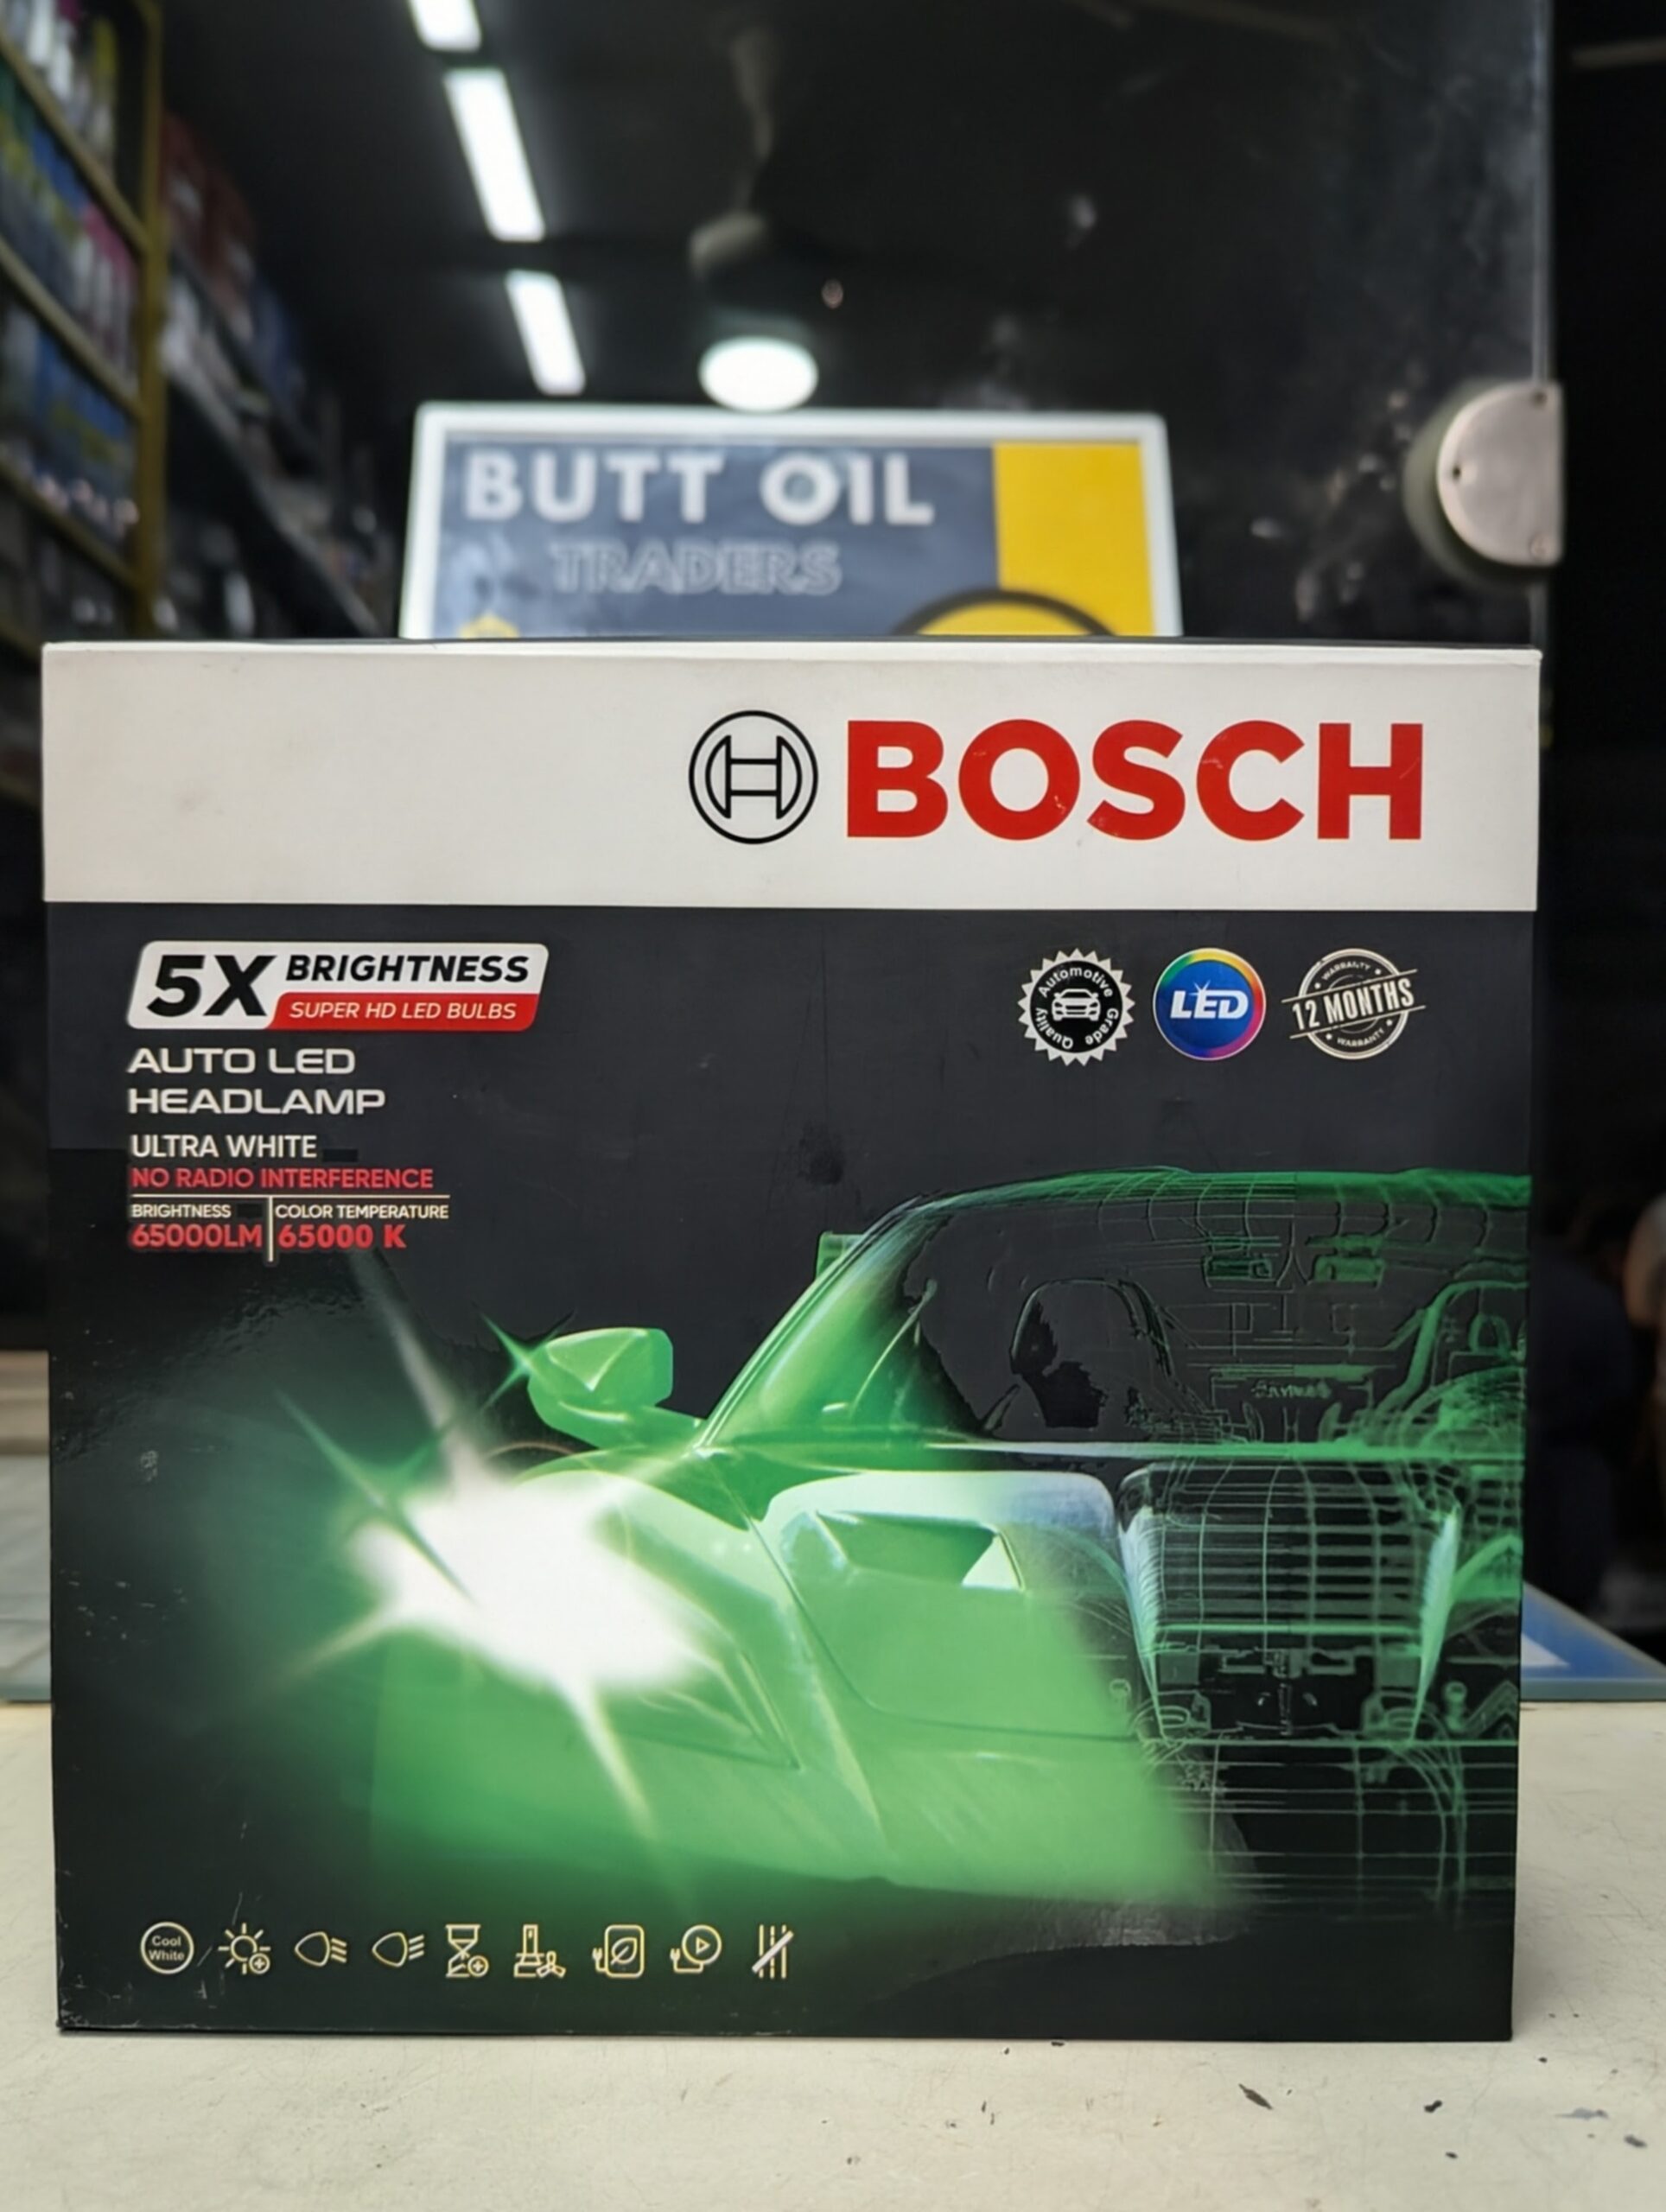 BUTT OIL
TRADERS
BOSCH
5X BRIGHTNESS
SUPER HD LED BULBS
Automotive
Grade
Quality
LED
WARRANTY
12 MONTHS
WARRANTY
AUTO LED
HEADLAMP
ULTRA WHITE
NO RADIO INTERFERENCE
BRIGHTNESS
65000LM
COLOR TEMPERATURE
65000 K
Cool
White